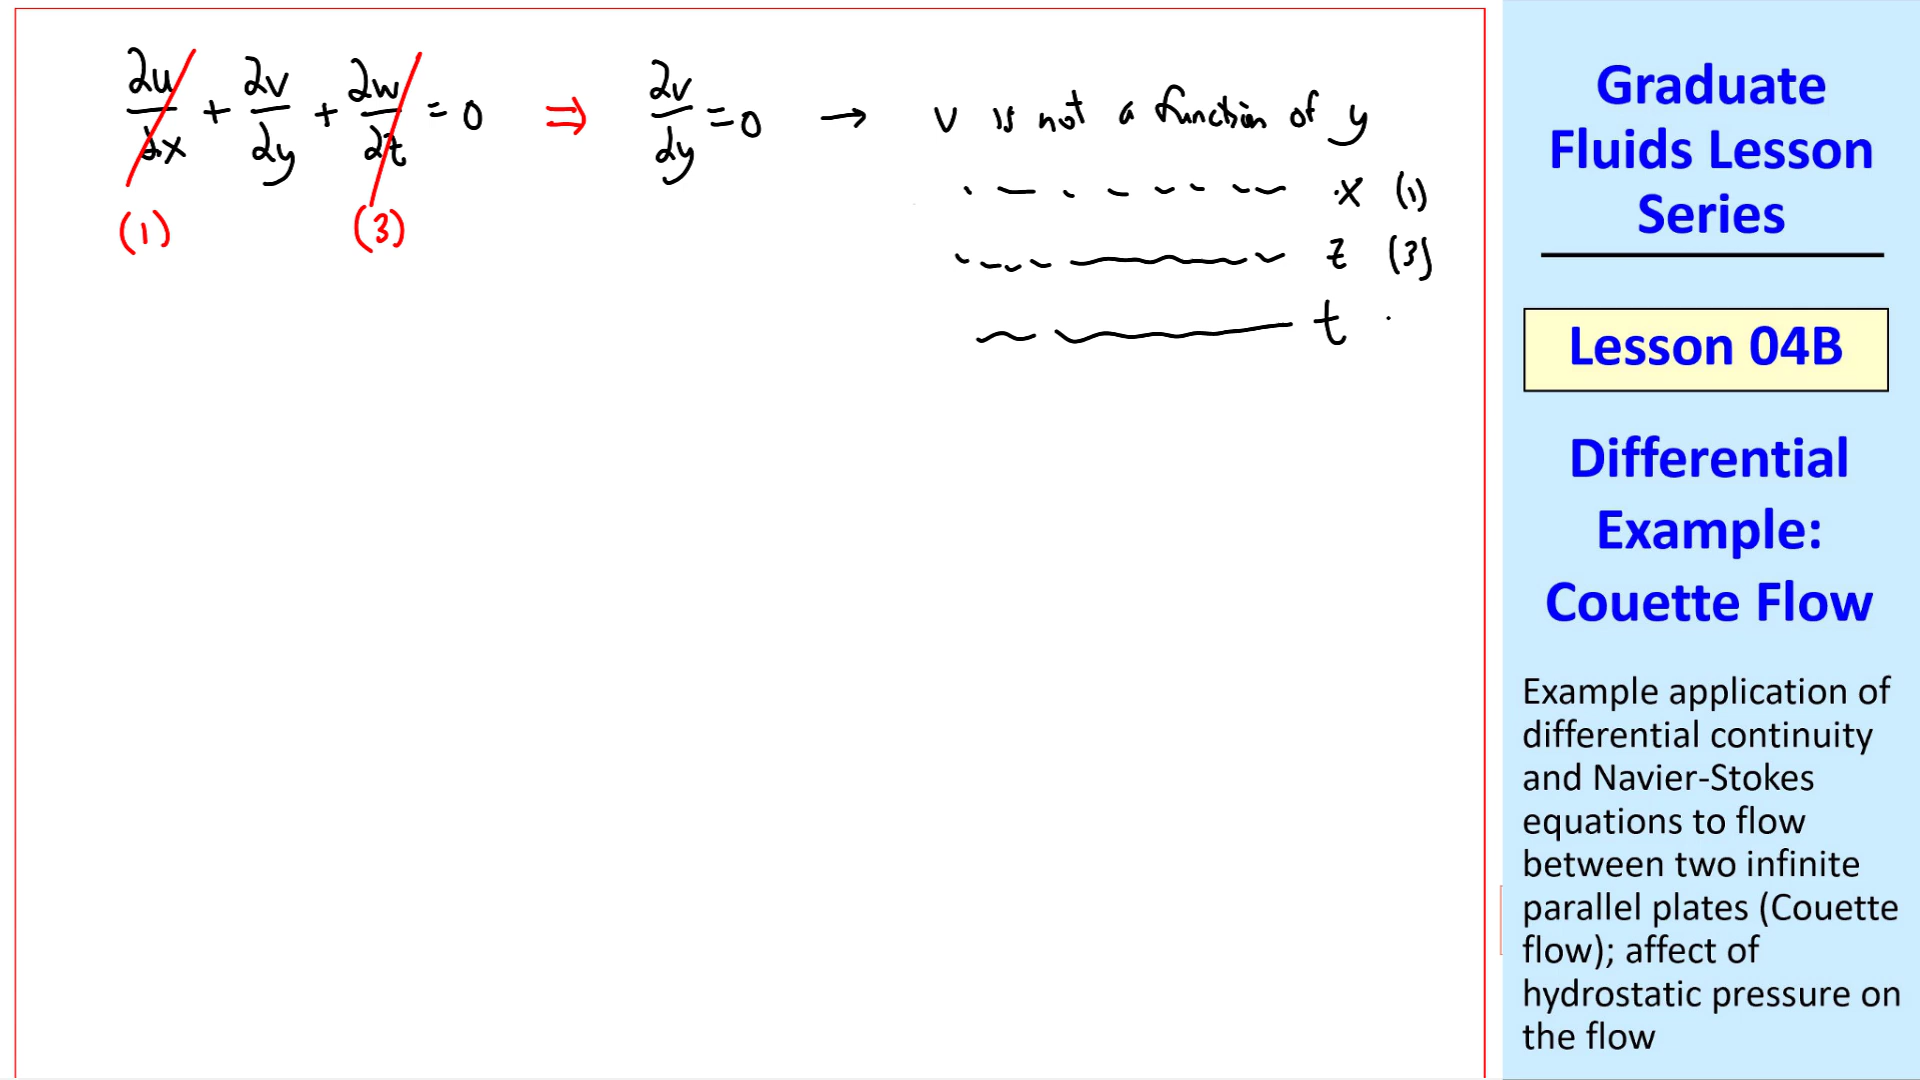 ∂u/∂x + ∂v/∂y + ∂w/∂z = 0 ⇒ ∂v/∂y = 0 → v is not a function of y
(1) (3)
x (1)
z (3)
t
Graduate
Fluids Lesson
Series
Lesson 04B
Differential
Example:
Couette Flow
Example application of
differential continuity
and Navier-Stokes
equations to flow
between two infinite
parallel plates (Couette
flow); affect of
hydrostatic pressure on
the flow